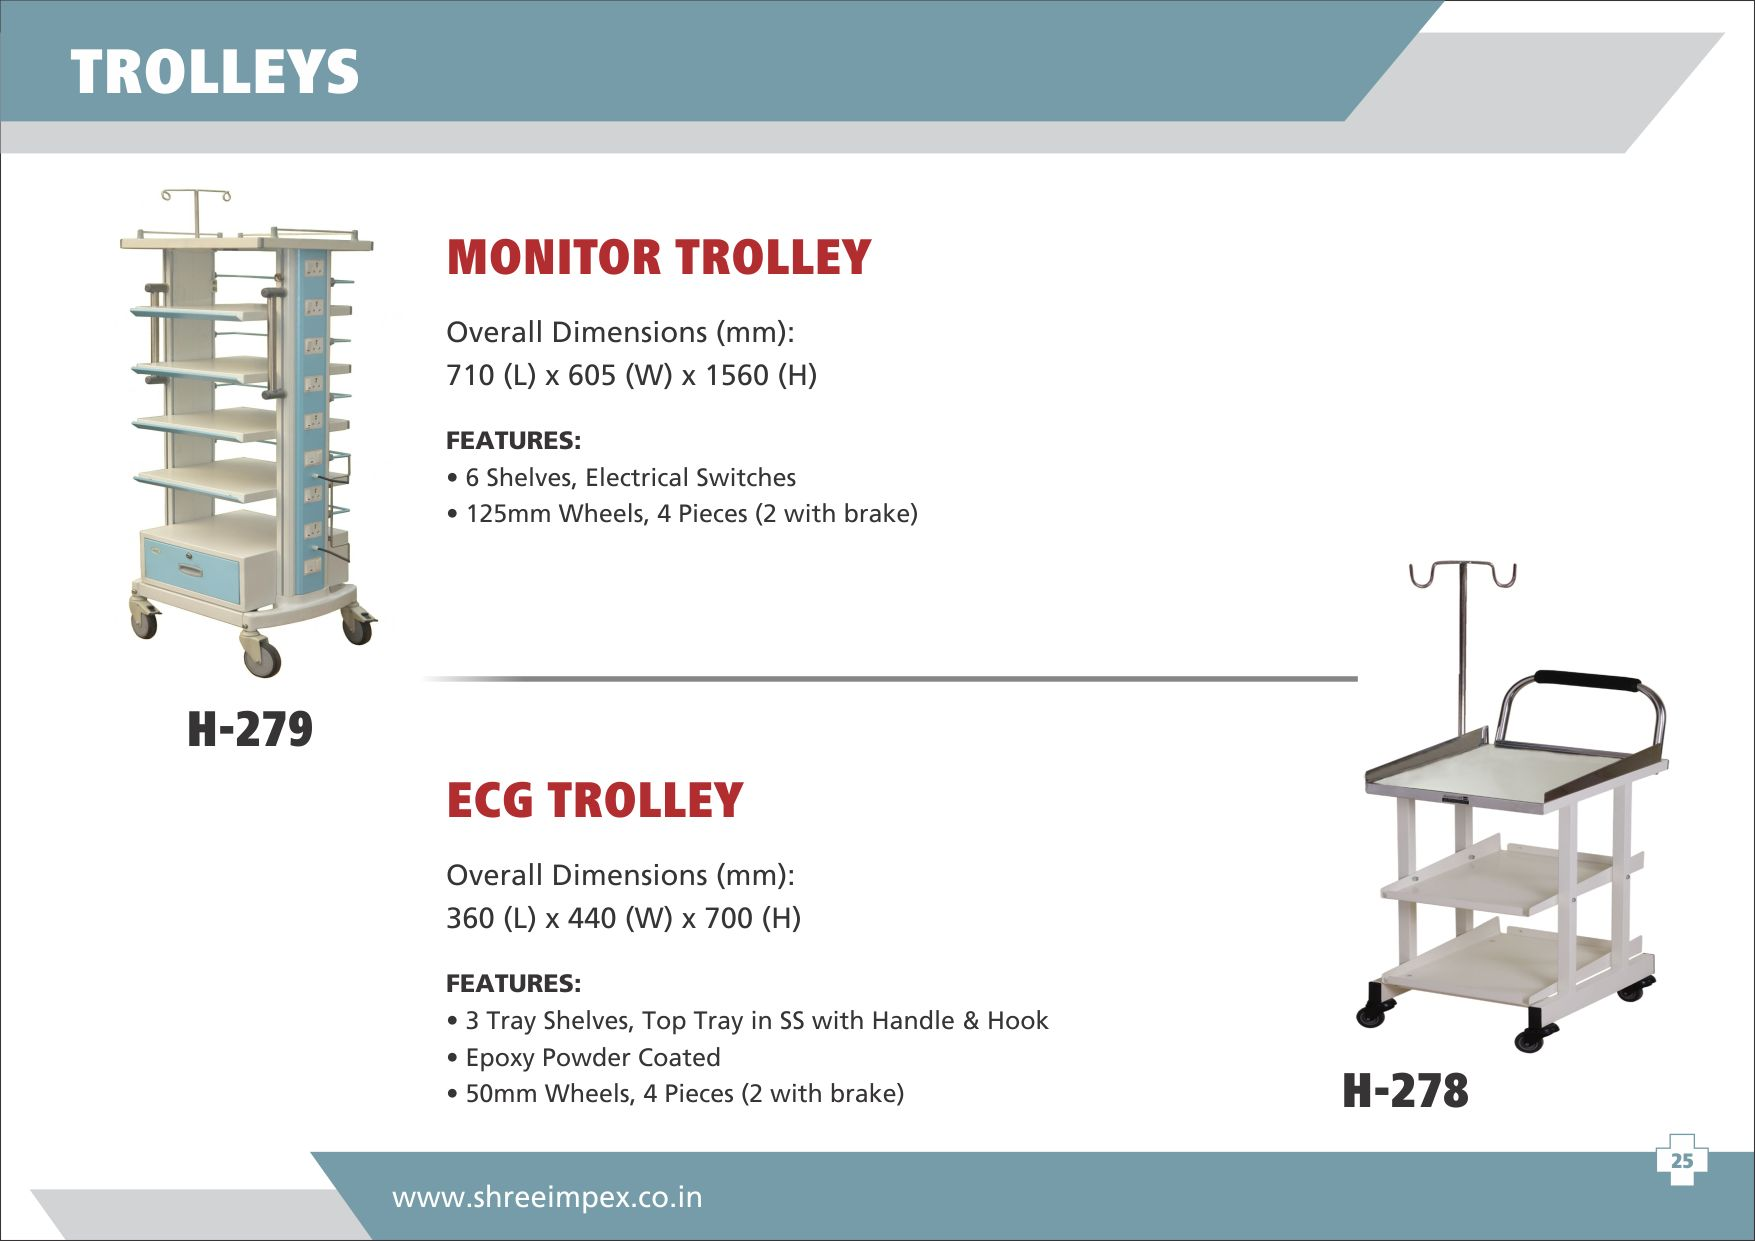 TROLLEYS
MONITOR TROLLEY
Overall Dimensions (mm):
710 (L) x 605 (W) x 1560 (H)
FEATURES:
• 6 Shelves, Electrical Switches
• 125mm Wheels, 4 Pieces (2 with brake)
H-279
ECG TROLLEY
Overall Dimensions (mm):
360 (L) x 440 (W) x 700 (H)
FEATURES:
• 3 Tray Shelves, Top Tray in SS with Handle & Hook
• Epoxy Powder Coated
• 50mm Wheels, 4 Pieces (2 with brake)
H-278
25
www.shreeimpex.co.in